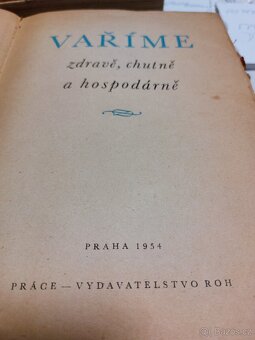 VAŘÍME
zdravě, chutně
a hospodárně
PRAHA 1954
PRÁCE — VYDAVATELSTVO ROH